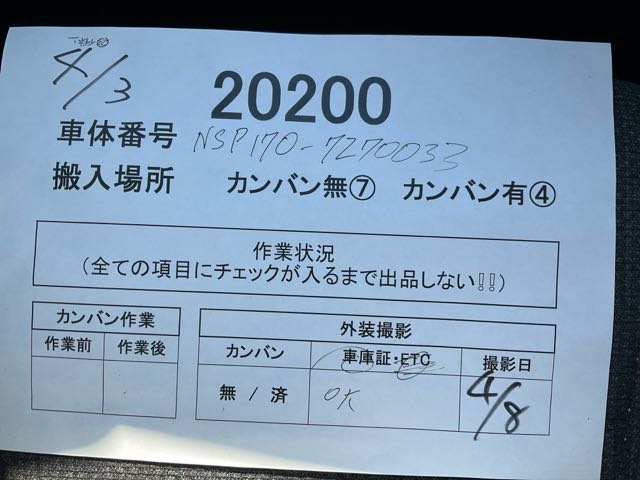 4/3
20200
車体番号 NSP170-7270033
搬入場所 カンバン無⑦ カンバン有④
作業状況
(全ての項目にチェックが入るまで出品しない!!)
カンバン作業
作業前 作業後
外装撮影
カンバン 車庫証・ETC 撮影日
無 / 済 OK 4/8